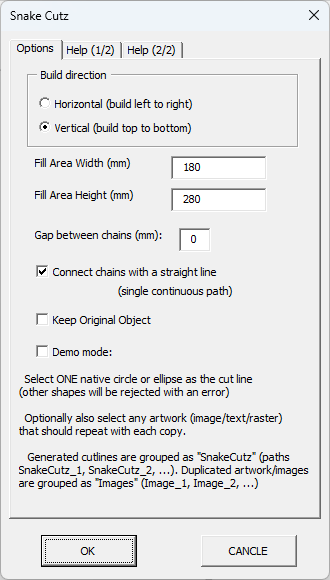 Snake Cutz
Options Help (1/2) Help (2/2)
Build direction
Horizontal (build left to right)
Vertical (build top to bottom)
Fill Area Width (mm) 180
Fill Area Height (mm) 280
Gap between chains (mm): 0
Connect chains with a straight line
(single continuous path)
Keep Original Object
Demo mode:
Select ONE native circle or ellipse as the cut line
(other shapes will be rejected with an error)
Optionally also select any artwork (image/text/raster)
that should repeat with each copy.
Generated cutlines are grouped as "SnakeCutz" (paths
SnakeCutz_1, SnakeCutz_2, ...). Duplicated artwork/images
are grouped as "Images" (Image_1, Image_2, ...)
OK CANCLE